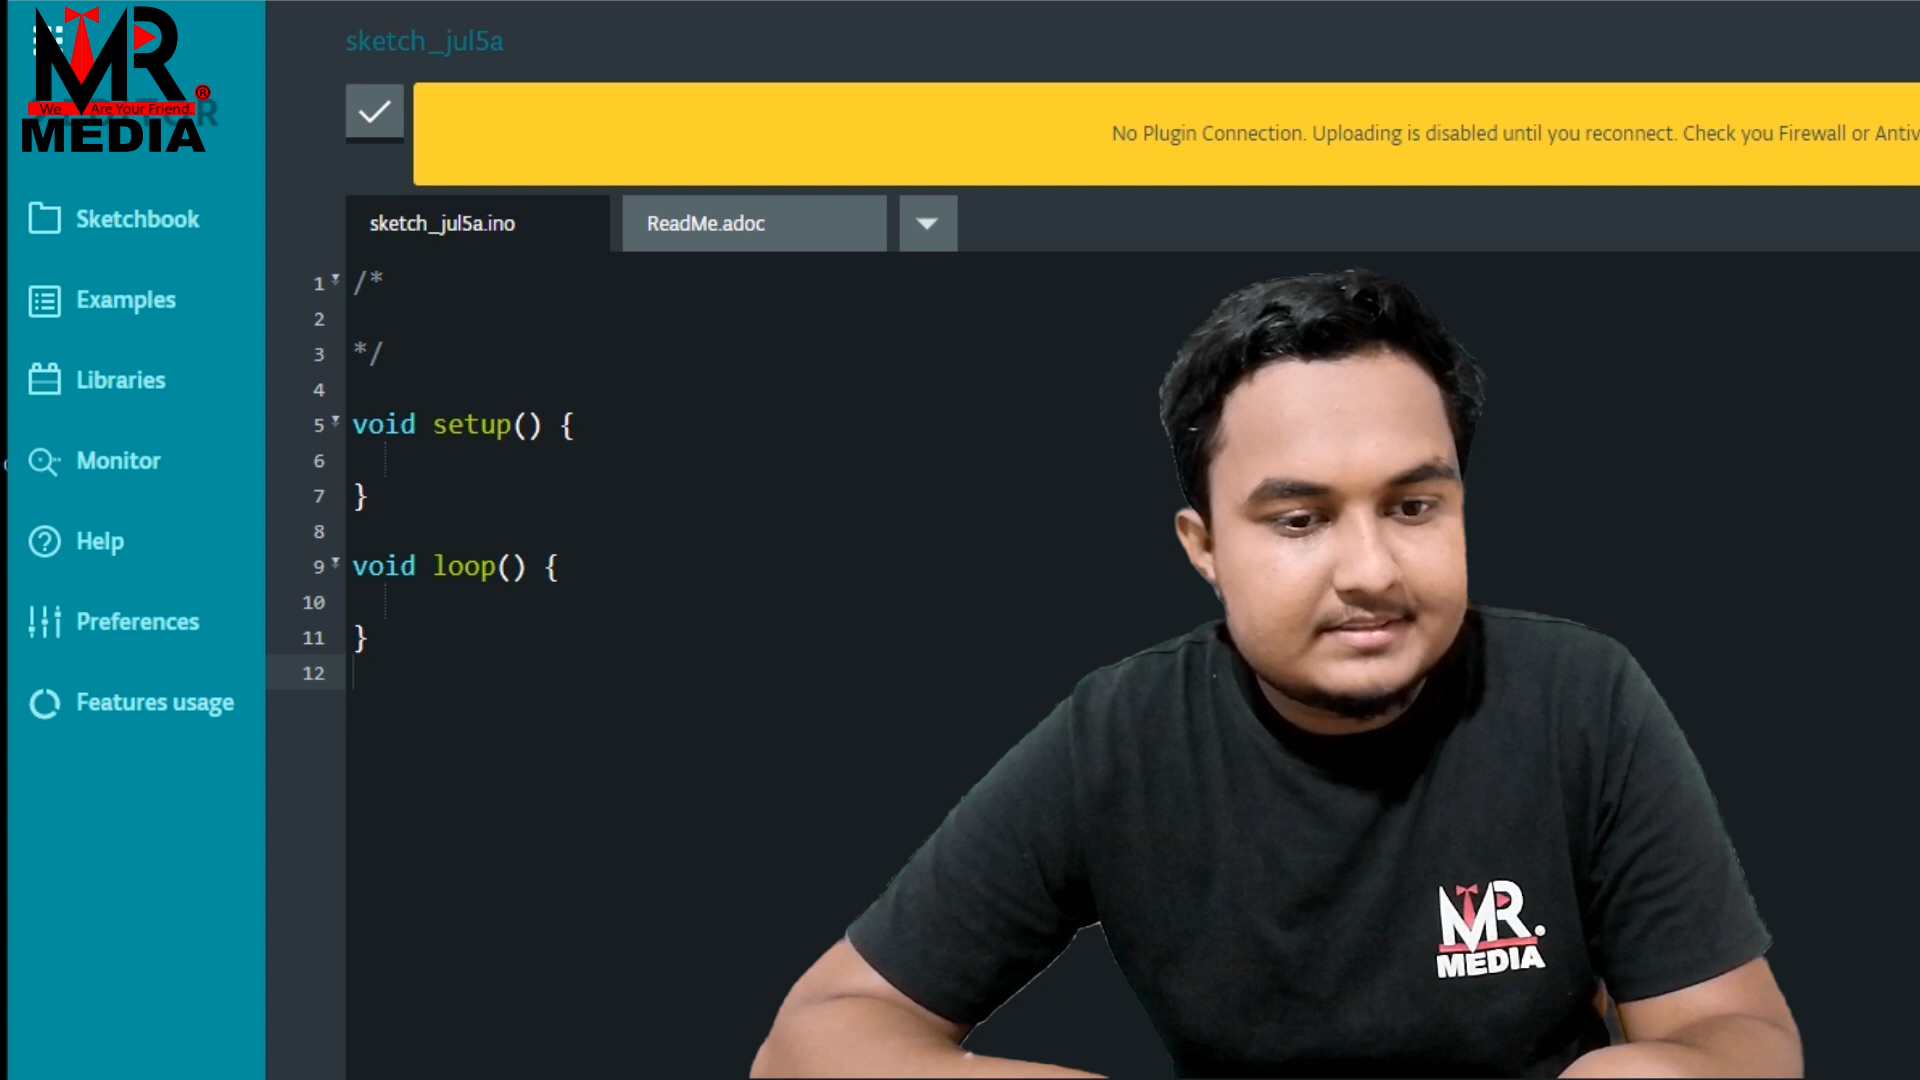 MR
We Are Your Friend
MEDIA
®
sketch_jul5a
No Plugin Connection. Uploading is disabled until you reconnect. Check you Firewall or Antiv
Sketchbook
Examples
Libraries
Monitor
Help
Preferences
Features usage
sketch_jul5a.ino
ReadMe.adoc
1 /*
2
3 */
4
5 void setup() {
6
7 }
8
9 void loop() {
10
11 }
12
MR.
MEDIA